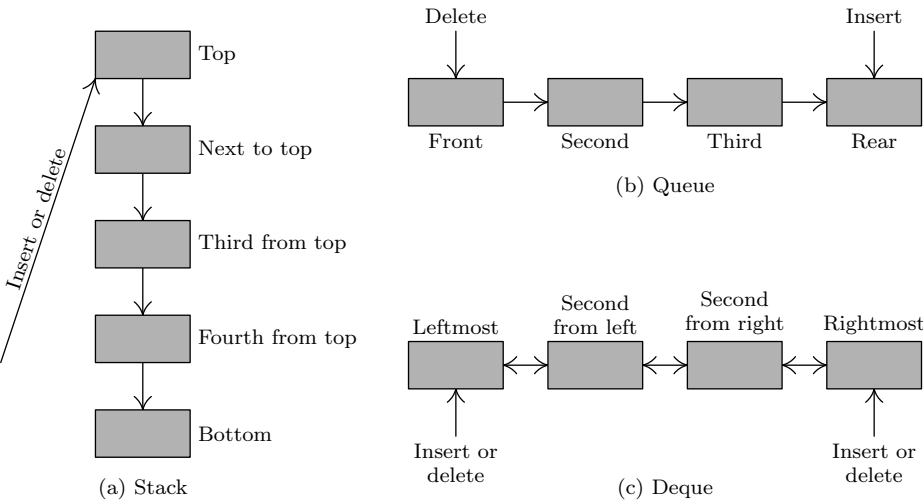 Top
Next to top
Third from top
Fourth from top
Bottom
Insert or delete
(a) Stack
Delete
Insert
Front
Second
Third
Rear
(b) Queue
Leftmost
Second
from left
Second
from right
Rightmost
Insert or
delete
Insert or
delete
(c) Deque